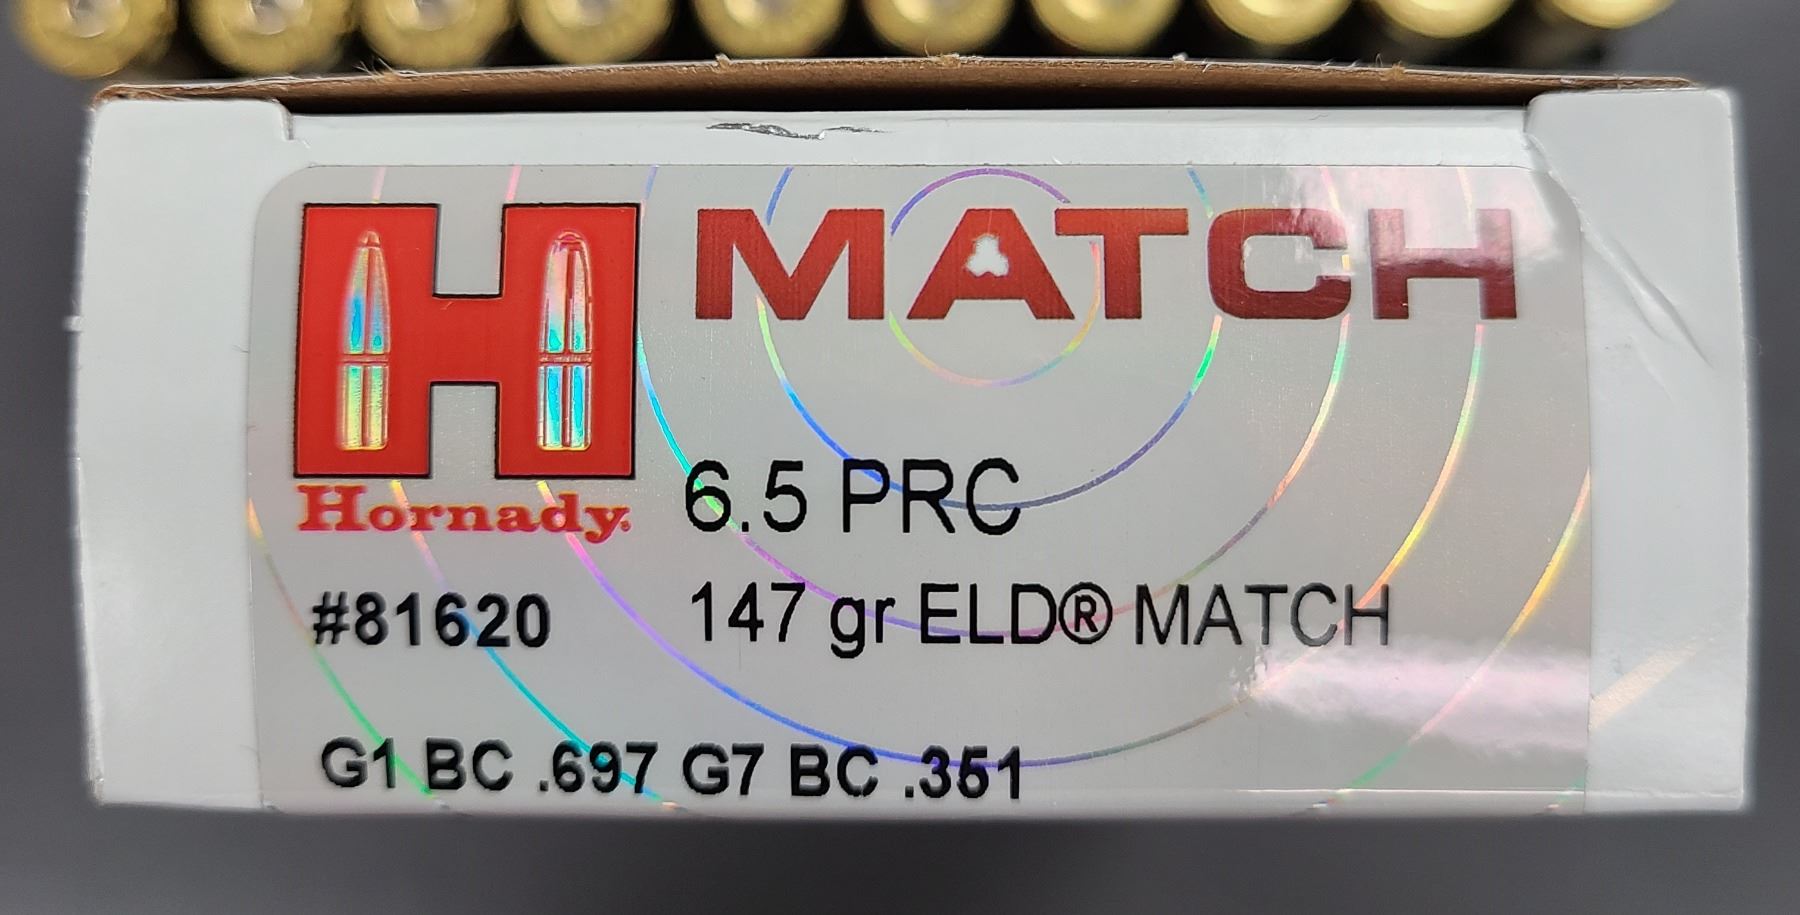 MATCH
Hornady.
6.5 PRC
#81620
147 gr ELD® MATCH
G1 BC .697 G7 BC .351